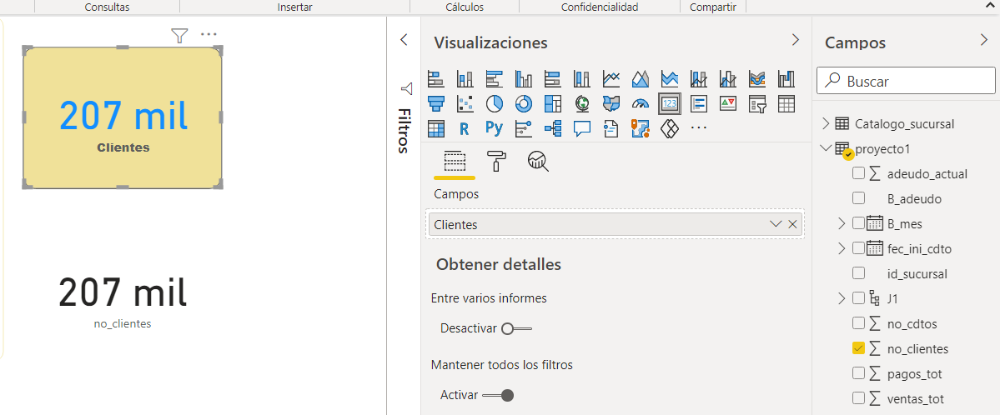 Consultas
Insertar
Cálculos
Confidencialidad
Compartir
207 mil
Clientes
207 mil
no_clientes
Filtros
Visualizaciones
123
R
Py
...
Campos
Clientes
Obtener detalles
Entre varios informes
Desactivar
Mantener todos los filtros
Activar
Campos
Buscar
Catalogo_sucursal
proyecto1
adeudo_actual
B_adeudo
B_mes
fec_ini_cdto
id_sucursal
J1
no_cdtos
no_clientes
pagos_tot
ventas_tot